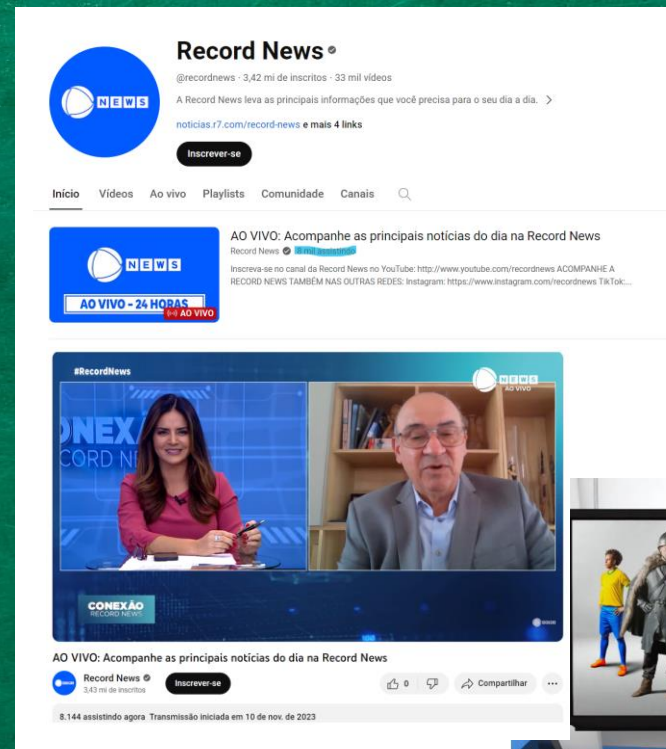 Record News
@recordnews · 3,42 mi de inscritos · 33 mil vídeos
A Record News leva as principais informações que você precisa para o seu dia a dia.
noticias.r7.com/record-news e mais 4 links
Inscrever-se
NEWS
Início Vídeos Ao vivo Playlists Comunidade Canais
AO VIVO: Acompanhe as principais notícias do dia na Record News
Record News 8 mil assistindo
Inscreva-se no canal da Record News no YouTube: http://www.youtube.com/recordnews ACOMPANHE A
RECORD NEWS TAMBÉM NAS OUTRAS REDES: Instagram: https://www.instagram.com/recordnews TikTok:...
NEWS
AO VIVO - 24 HORAS
AO VIVO
#RecordNews
NEWS
AO VIVO
CONEXÃO
RECORD NEWS
AO VIVO: Acompanhe as principais notícias do dia na Record News
Record News
3,43 mi de inscritos
Inscrever-se
0
Compartilhar
8.144 assistindo agora Transmissão iniciada em 10 de nov. de 2023